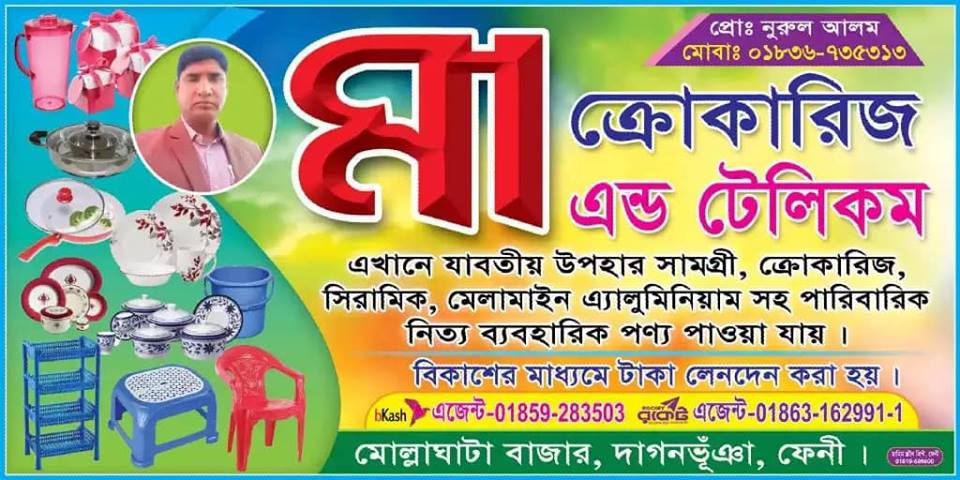 প্রোঃ নুরুল আলম
মোবাঃ ০১৮৩৬-৭৩৫৩১৩
মা
ক্রোকারিজ
এন্ড টেলিকম
এখানে যাবতীয় উপহার সামগ্রী, ক্রোকারিজ,
সিরামিক, মেলামাইন এ্যালুমিনিয়াম সহ পারিবারিক
নিত্য ব্যবহারিক পণ্য পাওয়া যায় ।
বিকাশের মাধ্যমে টাকা লেনদেন করা হয় ।
bKash এজেন্ট-01859-283503 রকেট এজেন্ট-01863-162991-1
মোল্লাঘাটা বাজার, দাগনভূঁঞা, ফেনী ।